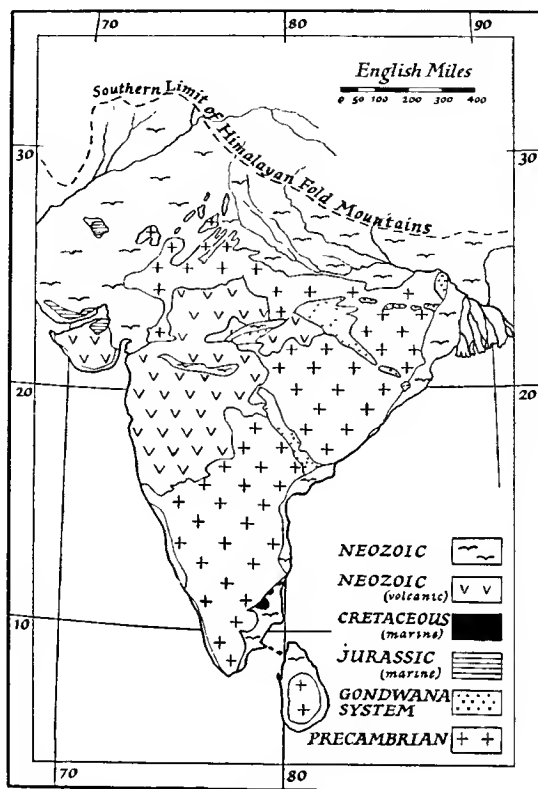 70
80
90
English Miles
0 50 100 200 300 400
Southern Limit of Himalayan Fold Mountains
30
30
20
20
10
10
NEOZOIC
NEOZOIC
(volcanic)
CRETACEOUS
(marine)
JURASSIC
(marine)
GONDWANA
SYSTEM
PRECAMBRIAN
70
80